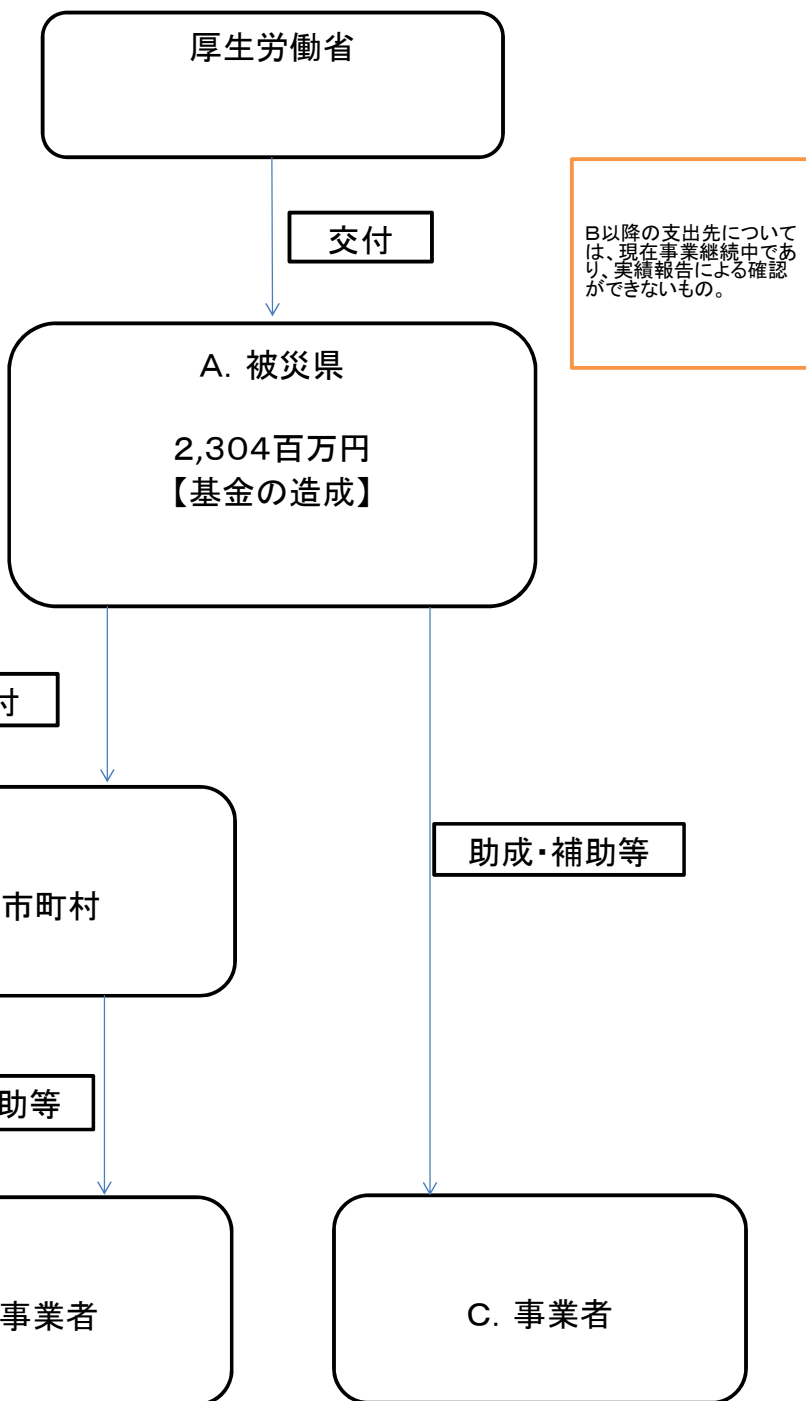 厚生労働省
交付
B以降の支出先について
は、現在事業継続中であ
り、実績報告による確認
ができないもの。
A. 被災県
2,304百万円
【基金の造成】
付
市町村
助成・補助等
助等
事業者
C. 事業者